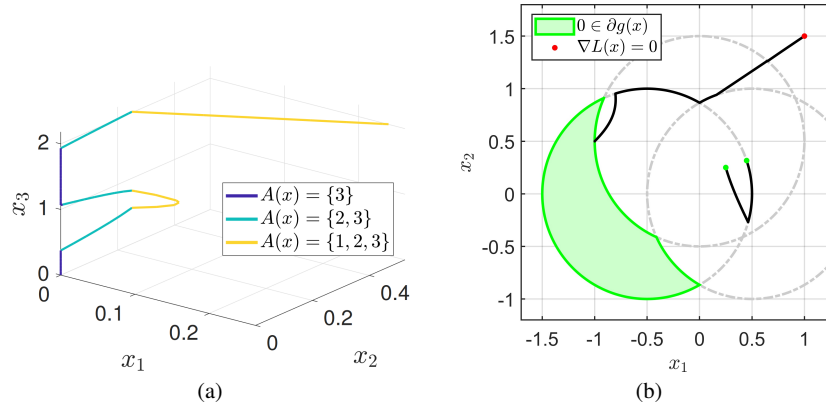 2
1
0
x₃
0
0.1
0.2
x₁
0
0.2
0.4
x₂
A(x) = {3}
A(x) = {2, 3}
A(x) = {1, 2, 3}
(a)
0 ∈ ∂g(x)
∇L(x) = 0
1.5
1
0.5
0
-0.5
-1
x₂
-1.5 -1 -0.5 0 0.5 1
x₁
(b)